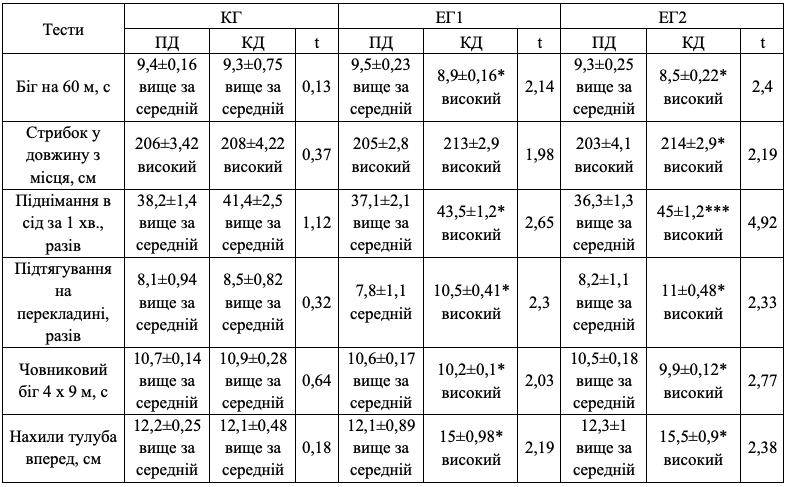 Тести КГ ЕГ1 ЕГ2
ПД КД t ПД КД t ПД КД t
Біг на 60 м, с 9,4±0,16 вище за середній 9,3±0,75 вище за середній 0,13 9,5±0,23 вище за середній 8,9±0,16* високий 2,14 9,3±0,25 вище за середній 8,5±0,22* високий 2,4
Стрибок у довжину з місця, см 206±3,42 високий 208±4,22 високий 0,37 205±2,8 високий 213±2,9 високий 1,98 203±4,1 високий 214±2,9* високий 2,19
Піднімання в сід за 1 хв., разів 38,2±1,4 вище за середній 41,4±2,5 вище за середній 1,12 37,1±2,1 вище за середній 43,5±1,2* високий 2,65 36,3±1,3 вище за середній 45±1,2*** високий 4,92
Підтягування на перекладині, разів 8,1±0,94 вище за середній 8,5±0,82 вище за середній 0,32 7,8±1,1 середній 10,5±0,41* високий 2,3 8,2±1,1 вище за середній 11±0,48* високий 2,33
Човниковий біг 4 х 9 м, с 10,7±0,14 вище за середній 10,9±0,28 вище за середній 0,64 10,6±0,17 вище за середній 10,2±0,1* високий 2,03 10,5±0,18 вище за середній 9,9±0,12* високий 2,77
Нахили тулуба вперед, см 12,2±0,25 вище за середній 12,1±0,48 вище за середній 0,18 12,1±0,89 вище за середній 15±0,98* високий 2,19 12,3±1 вище за середній 15,5±0,9* високий 2,38